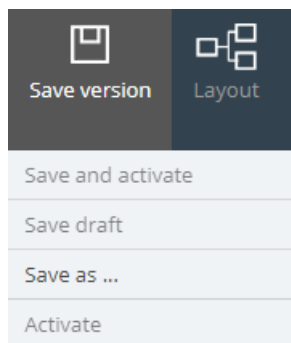 Save version
Layout
Save and activate
Save draft
Save as ...
Activate